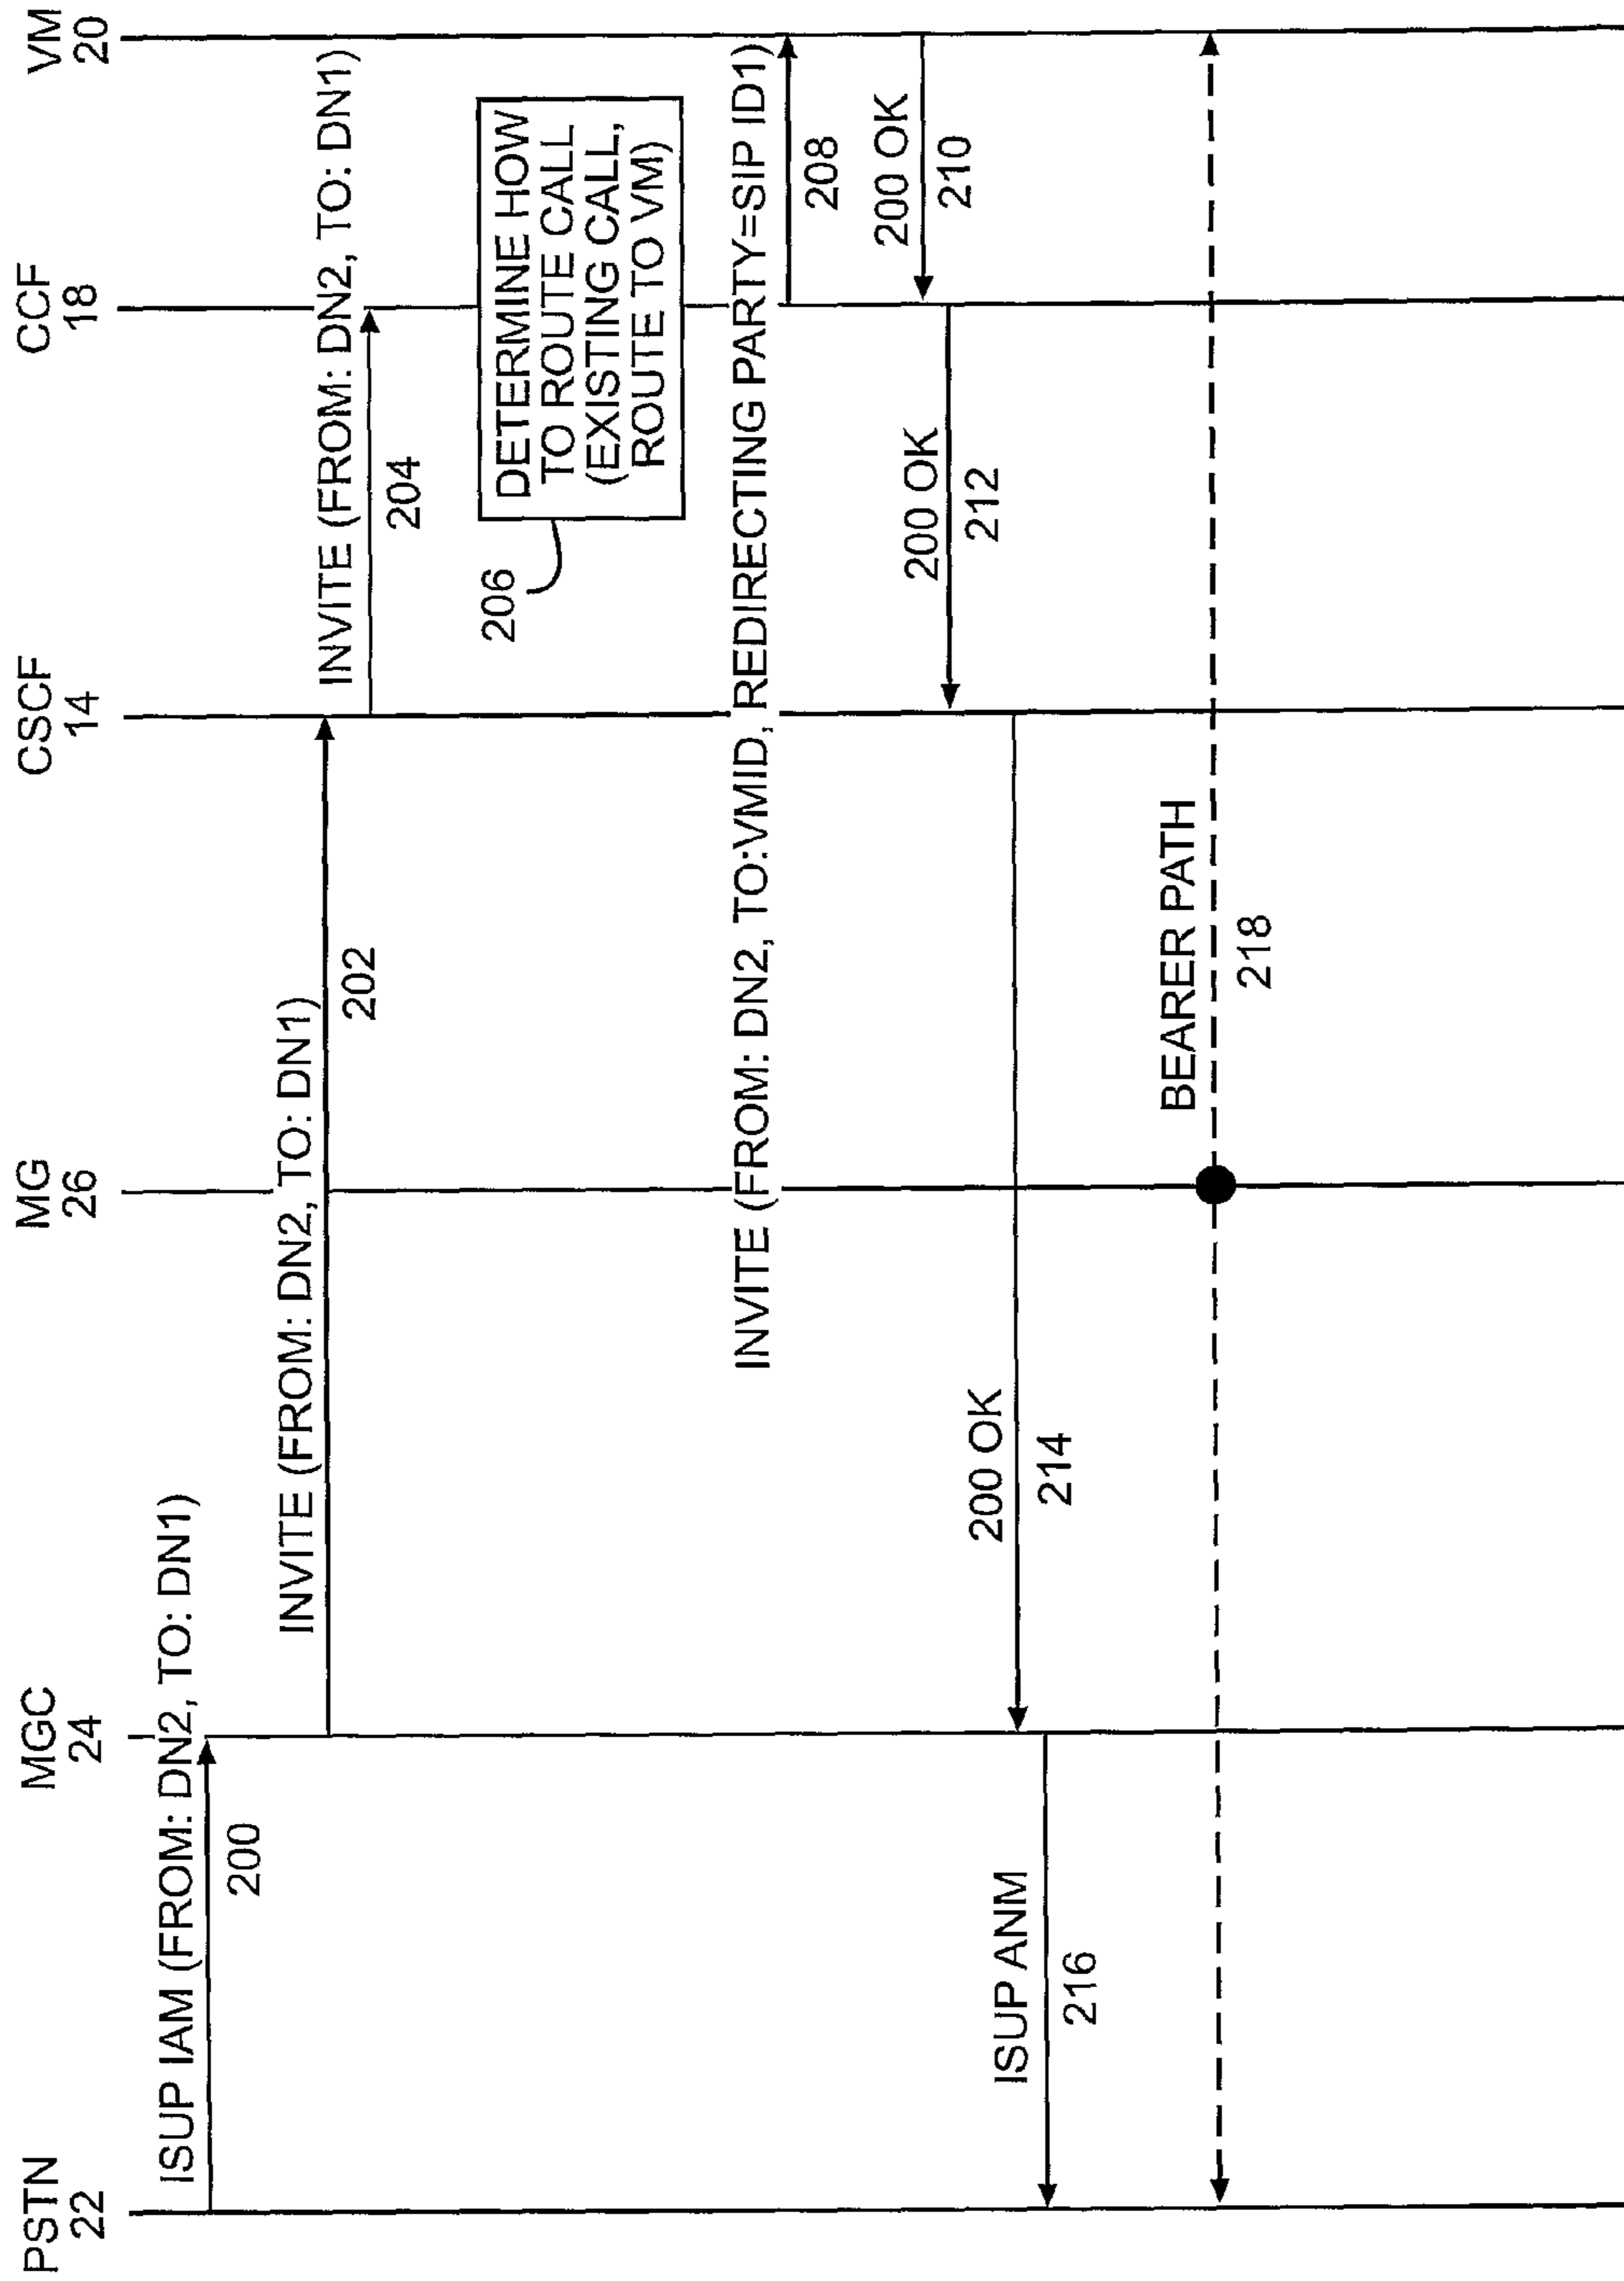 PSTN
22
MGC
24
MG
26
CSCF
14
CCF
18
VM
20
ISUP IAM (FROM: DN2, TO: DN1)
200
INVITE (FROM: DN2, TO: DN1)
202
INVITE (FROM: DN2, TO: DN1)
204
206
DETERMINE HOW
TO ROUTE CALL
(EXISTING CALL,
ROUTE TO VM)
INVITE (FROM: DN2, TO:VMID, REDIRECTING PARTY=SIP ID1)
208
200 OK
210
200 OK
212
200 OK
214
ISUP ANM
216
BEARER PATH
218